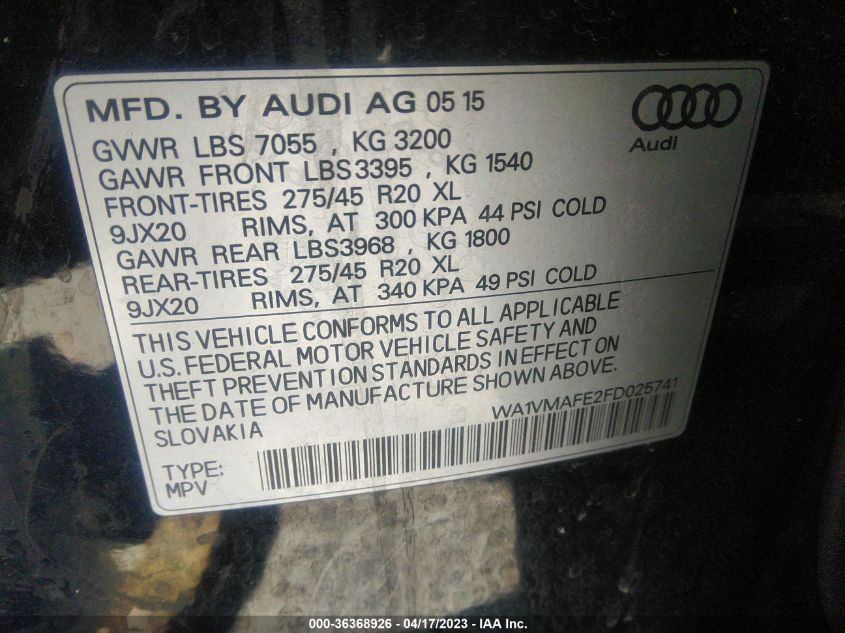 MFD. BY AUDI AG 05 15
Audi
GVWR LBS 7055 , KG 3200
GAWR FRONT LBS3395 , KG 1540
FRONT-TIRES 275/45 R20 XL
9JX20 RIMS, AT 300 KPA 44 PSI COLD
GAWR REAR LBS3968 , KG 1800
REAR-TIRES 275/45 R20 XL
9JX20 RIMS, AT 340 KPA 49 PSI COLD
THIS VEHICLE CONFORMS TO ALL APPLICABLE
U.S. FEDERAL MOTOR VEHICLE SAFETY AND
THEFT PREVENTION STANDARDS IN EFFECT ON
THE DATE OF MANUFACTURE SHOWN ABOVE.
SLOVAKIA WA1VMAFE2FD025741
TYPE:
MPV
000-36368926 - 04/17/2023 - IAA Inc.